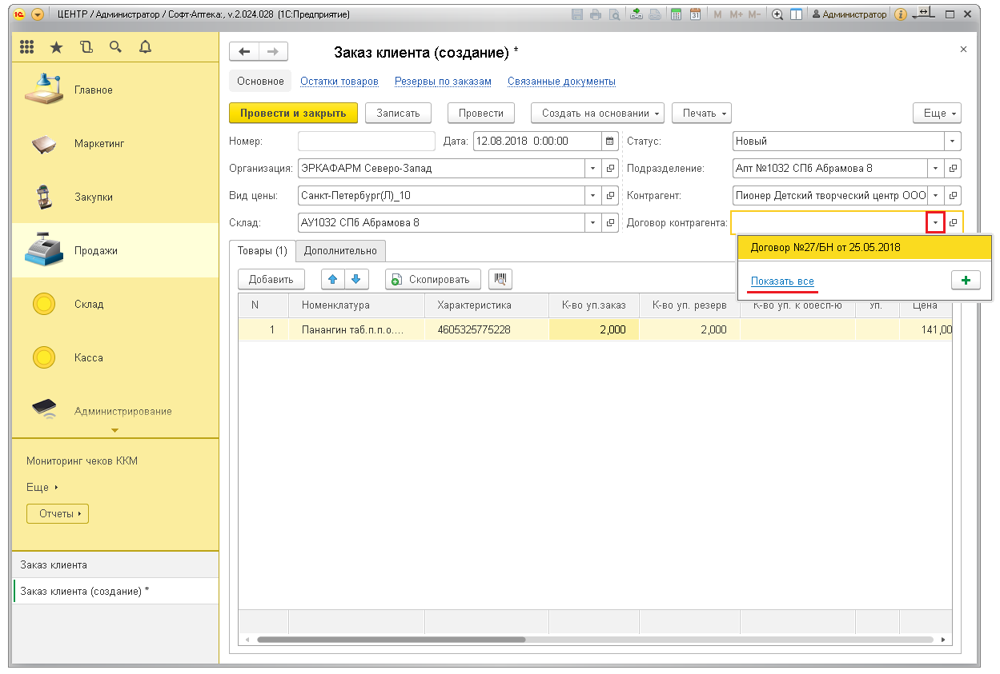 ЦЕНТР / Администратор / Софт-Аптека:, v.2.024.028 (1С:Предприятие)
M M+ M- Администратор
Заказ клиента (создание) *
Основное Остатки товаров Резервы по заказам Связанные документы
Провести и закрыть Записать Провести Создать на основании Печать Еще
Номер: Дата: 12.08.2018 0:00:00 Статус: Новый
Организация: ЭРКАФАРМ Северо-Запад Подразделение: Апт №1032 СПб Абрамова 8
Вид цены: Санкт-Петербург(Л)_10 Контрагент: Пионер Детский творческий центр ООО
Склад: АУ1032 СПб Абрамова 8 Договор контрагента:
Договор №27/БН от 25.05.2018
Показать все
Товары (1) Дополнительно
Добавить Скопировать
N Номенклатура Характеристика К-во уп.заказ К-во уп. резерв К-во уп. к обесп-ю Уп. Цена
1 Панангин таб.п.п.о.... 4605325775228 2,000 2,000 141,00
Главное
Маркетинг
Закупки
Продажи
Склад
Касса
Администрирование
Мониторинг чеков ККМ
Еще
Отчеты
Заказ клиента
Заказ клиента (создание) *